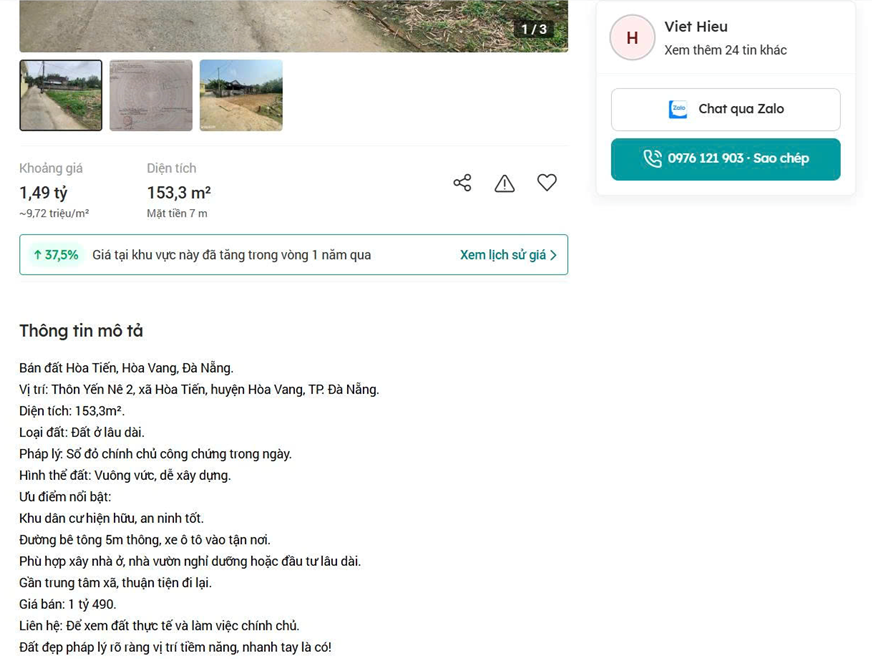 1 / 3
H
Viet Hieu
Xem thêm 24 tin khác
Zalo
Chat qua Zalo
0976 121 903 · Sao chép
Khoảng giá
Diện tích
1,49 tỷ
153,3 m²
~9,72 triệu/m²
Mặt tiền 7 m
37,5%
Giá tại khu vực này đã tăng trong vòng 1 năm qua
Xem lịch sử giá
Thông tin mô tả
Bán đất Hòa Tiến, Hòa Vang, Đà Nẵng.
Vị trí: Thôn Yến Nê 2, xã Hòa Tiến, huyện Hòa Vang, TP. Đà Nẵng.
Diện tích: 153,3m².
Loại đất: Đất ở lâu dài.
Pháp lý: Sổ đỏ chính chủ công chứng trong ngày.
Hình thể đất: Vuông vức, dễ xây dựng.
Ưu điểm nổi bật:
Khu dân cư hiện hữu, an ninh tốt.
Đường bê tông 5m thông, xe ô tô vào tận nơi.
Phù hợp xây nhà ở, nhà vườn nghỉ dưỡng hoặc đầu tư lâu dài.
Gần trung tâm xã, thuận tiện đi lại.
Giá bán: 1 tỷ 490.
Liên hệ: Để xem đất thực tế và làm việc chính chủ.
Đất đẹp pháp lý rõ ràng vị trí tiềm năng, nhanh tay là có!